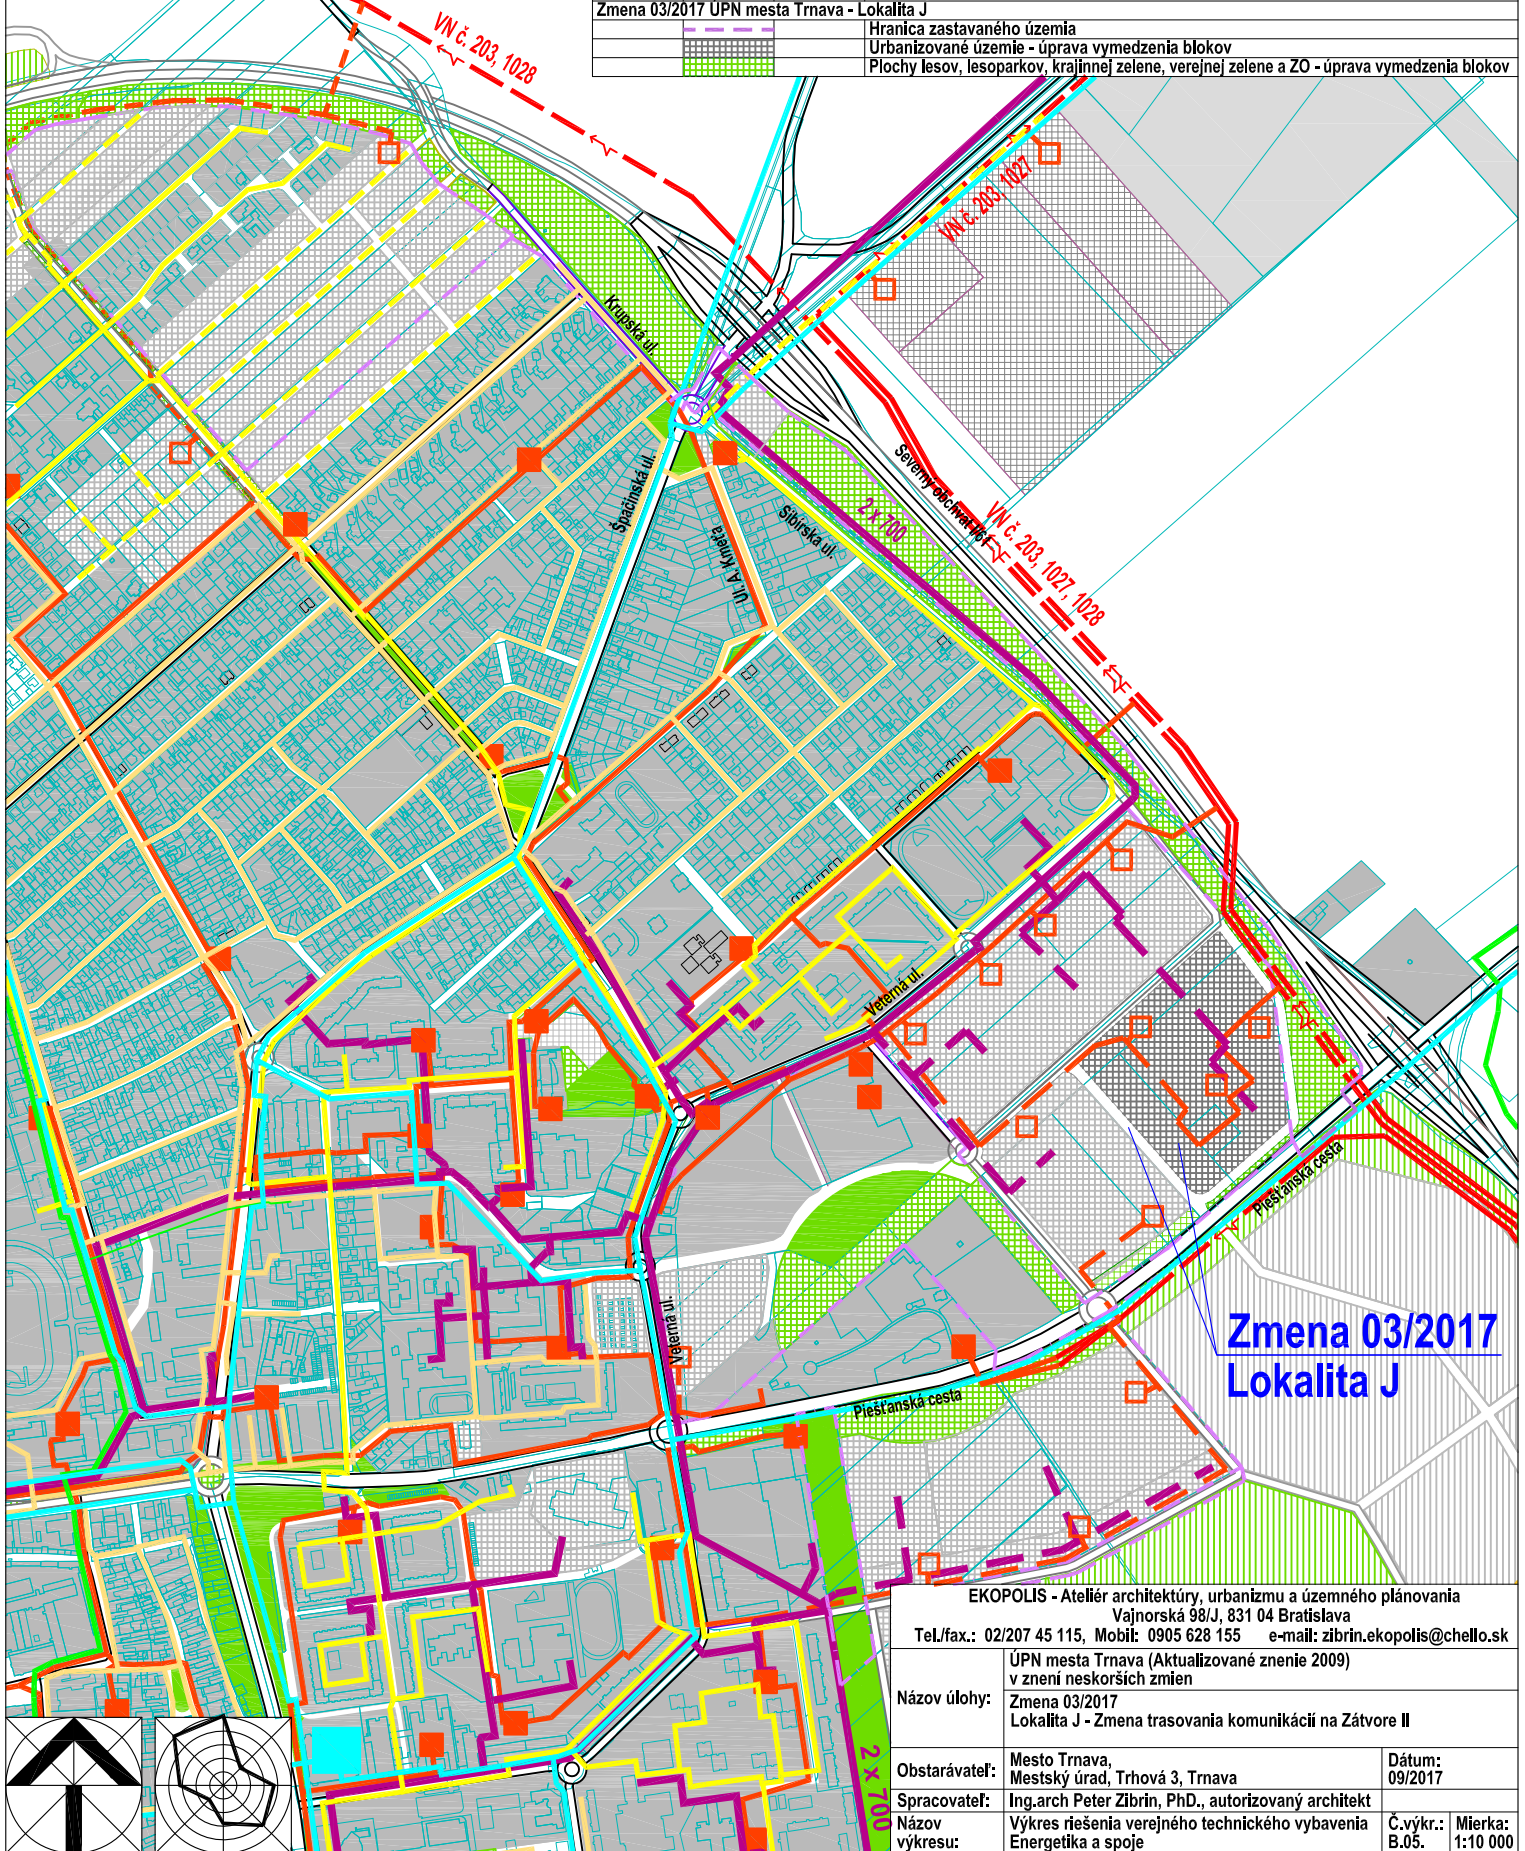 Zmena 03/2017 ÚPN mesta Trnava - Lokalita J
Hranica zastavaného územia
Urbanizované územie - úprava vymedzenia blokov
Plochy lesov, lesoparkov, krajinnej zelene, verejnej zelene a ZO - úprava vymedzenia blokov
VN č. 203, 1028
VN č. 203, 1027
Krupská ul.
Špačinská ul.
Ul. A. Kmeťa
Sibírska ul.
2 x 700
Severný obchvat I/61
VN č. 203, 1027, 1028
Veterná ul.
Piešťanská cesta
Veterná ul.
Piešťanská cesta
Zmena 03/2017
Lokalita J
2 x 700
EKOPOLIS - Ateliér architektúry, urbanizmu a územného plánovania
Vajnorská 98/J, 831 04 Bratislava
Tel./fax.: 02/207 45 115, Mobil: 0905 628 155 e-mail: zibrin.ekopolis@chello.sk
Názov úlohy:
ÚPN mesta Trnava (Aktualizované znenie 2009)
v znení neskorších zmien
Zmena 03/2017
Lokalita J - Zmena trasovania komunikácií na Zátvore II
Obstarávateľ:
Mesto Trnava,
Mestský úrad, Trhová 3, Trnava
Dátum:
09/2017
Spracovateľ: Ing.arch Peter Zibrin, PhD., autorizovaný architekt
Názov
výkresu:
Výkres riešenia verejného technického vybavenia
Energetika a spoje
Č.výkr.:
B.05.
Mierka:
1:10 000